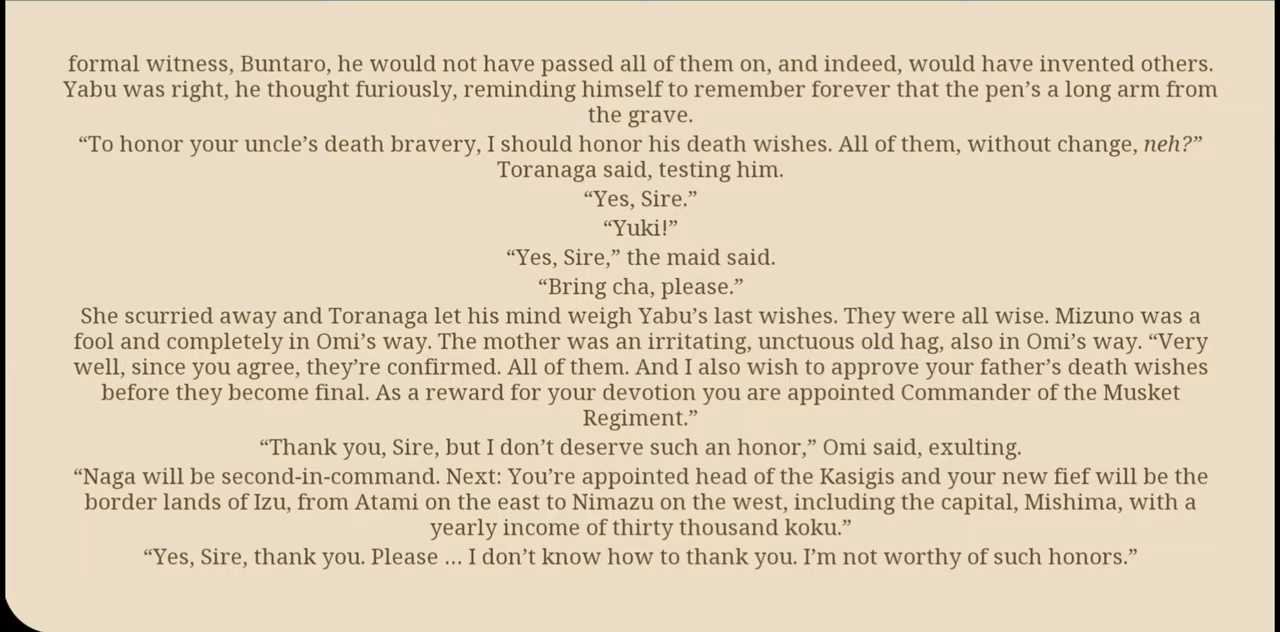 formal witness, Buntaro, he would not have passed all of them on, and indeed, would have invented others.
Yabu was right, he thought furiously, reminding himself to remember forever that the pen’s a long arm from
the grave.
“To honor your uncle’s death bravery, I should honor his death wishes. All of them, without change, neh?”
Toranaga said, testing him.
“Yes, Sire.”
“Yuki!”
“Yes, Sire,” the maid said.
“Bring cha, please.”
She scurried away and Toranaga let his mind weigh Yabu’s last wishes. They were all wise. Mizuno was a
fool and completely in Omi’s way. The mother was an irritating, unctuous old hag, also in Omi’s way. “Very
well, since you agree, they’re confirmed. All of them. And I also wish to approve your father’s death wishes
before they become final. As a reward for your devotion you are appointed Commander of the Musket
Regiment.”
“Thank you, Sire, but I don’t deserve such an honor,” Omi said, exulting.
“Naga will be second-in-command. Next: You’re appointed head of the Kasigis and your new fief will be the
border lands of Izu, from Atami on the east to Nimazu on the west, including the capital, Mishima, with a
yearly income of thirty thousand koku.”
“Yes, Sire, thank you. Please … I don’t know how to thank you. I’m not worthy of such honors.”